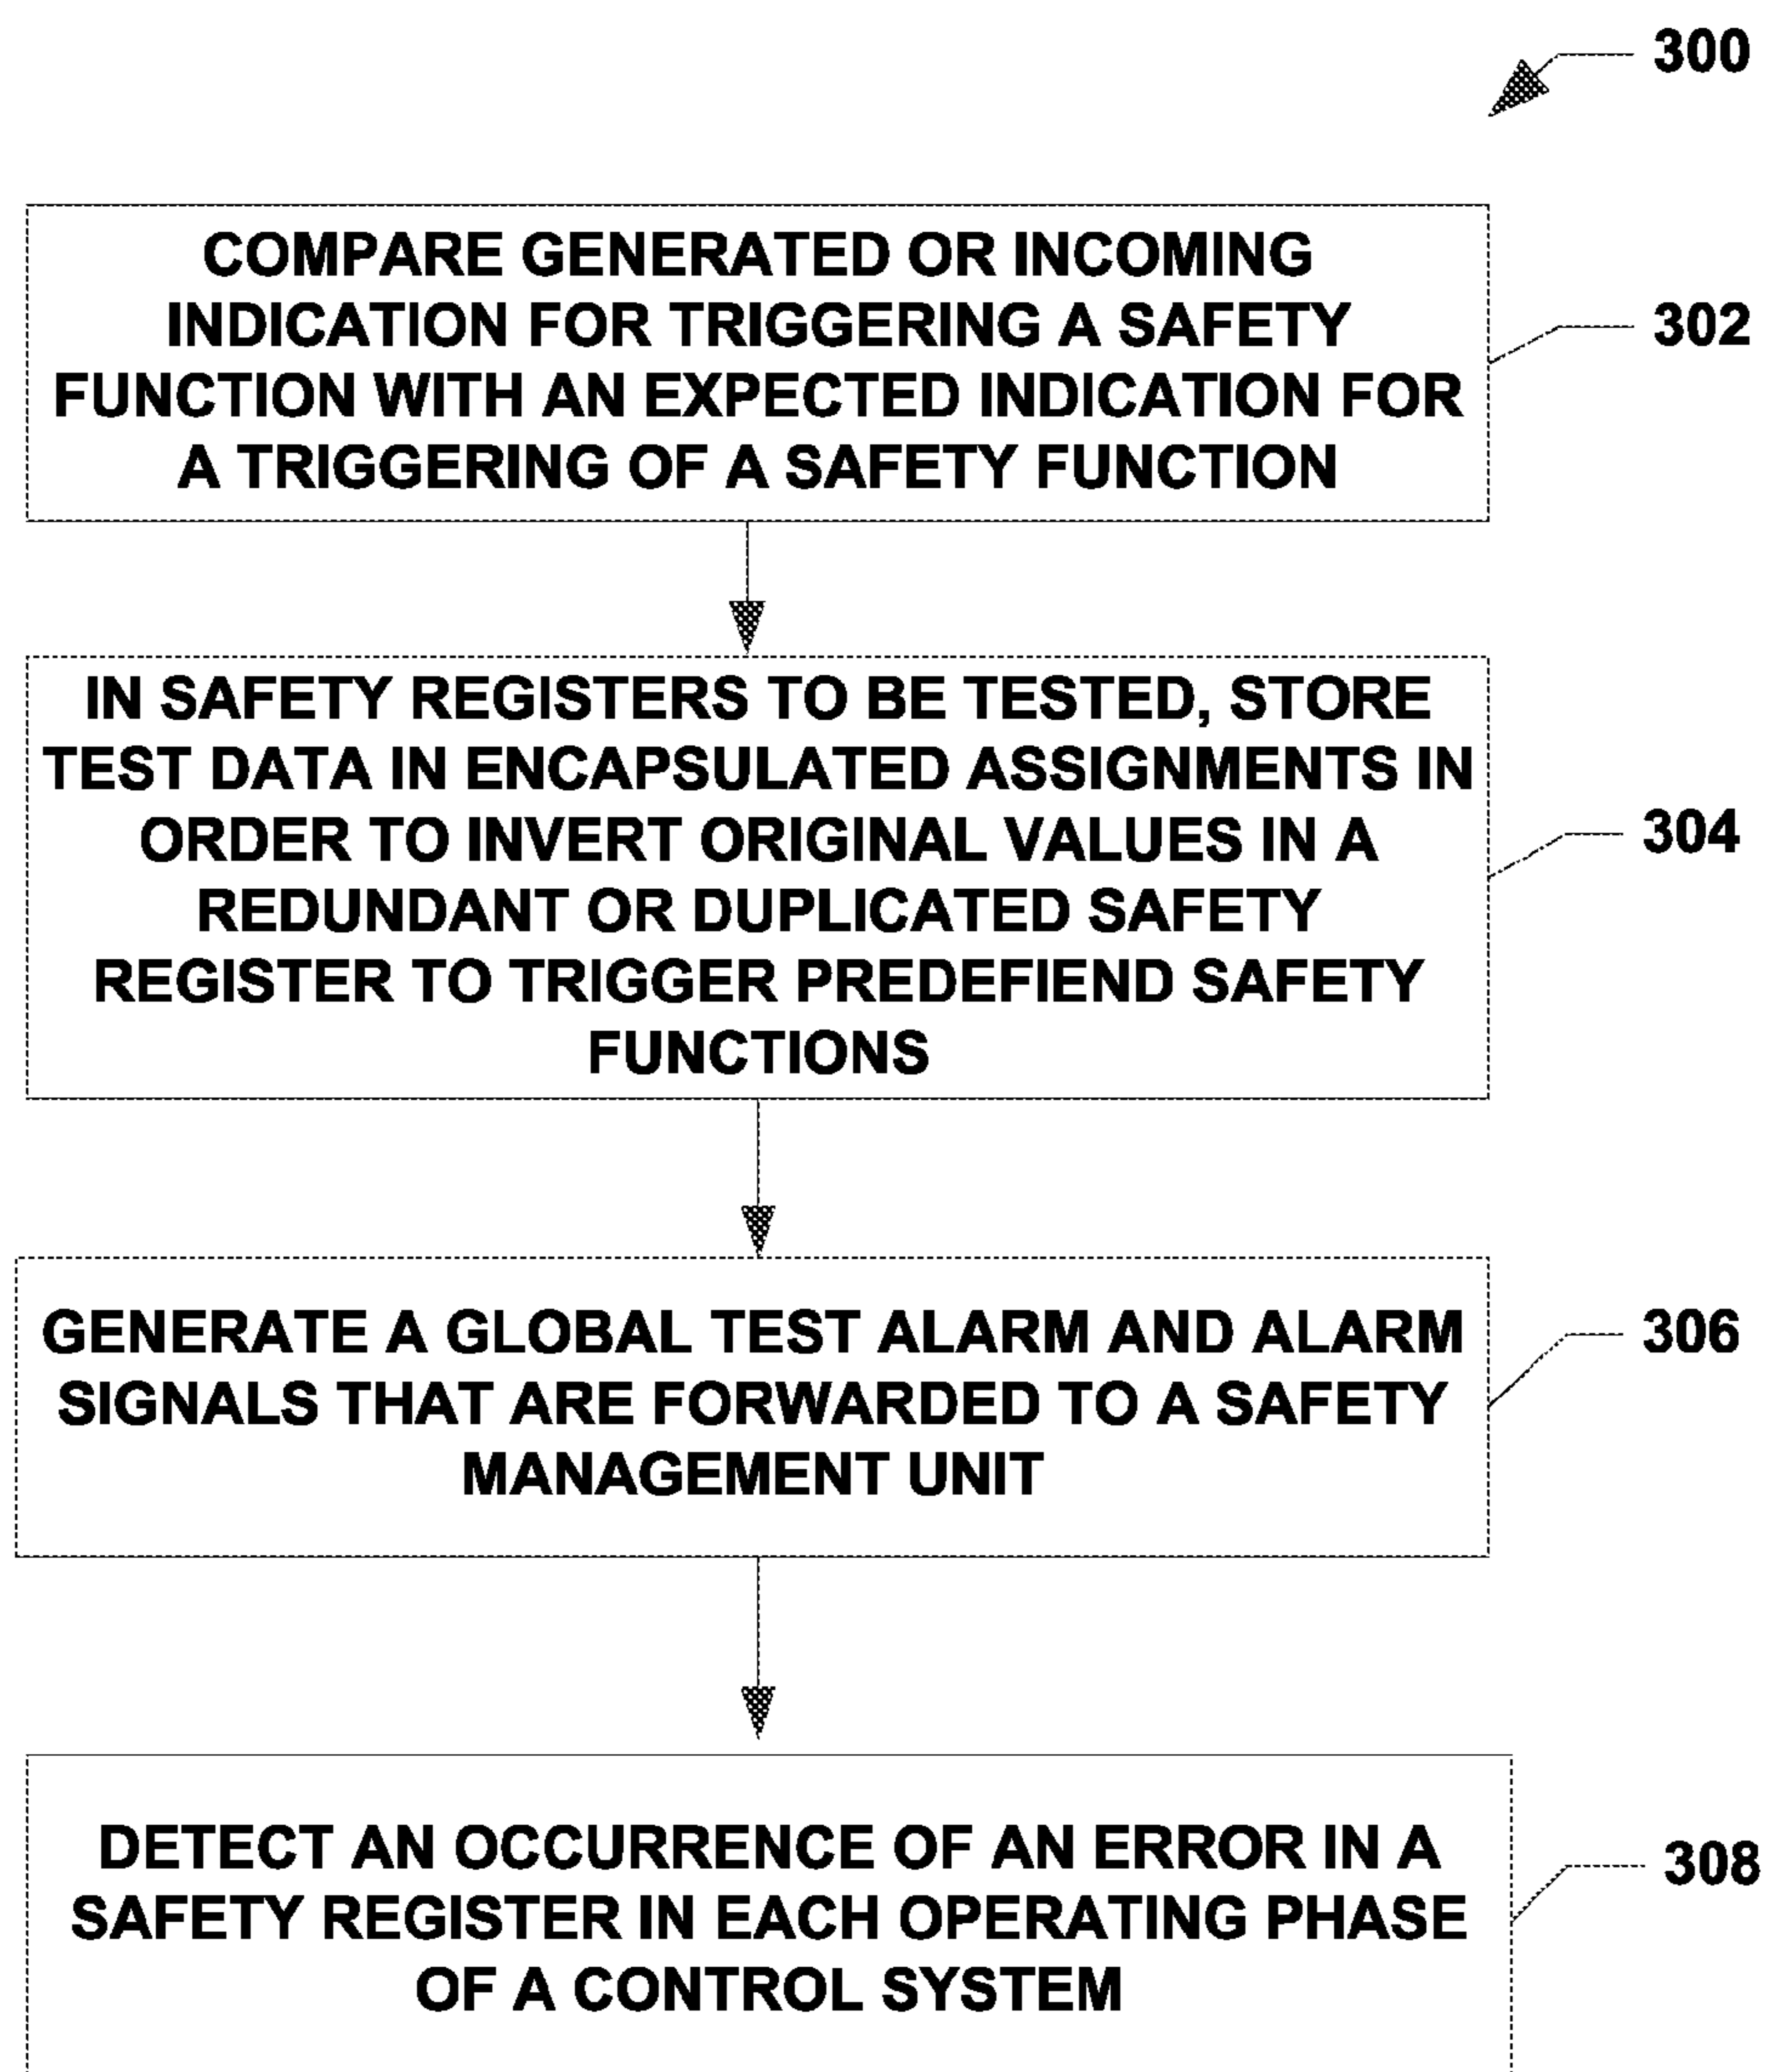 300
COMPARE GENERATED OR INCOMING
INDICATION FOR TRIGGERING A SAFETY
FUNCTION WITH AN EXPECTED INDICATION FOR
A TRIGGERING OF A SAFETY FUNCTION
302
IN SAFETY REGISTERS TO BE TESTED, STORE
TEST DATA IN ENCAPSULATED ASSIGNMENTS IN
ORDER TO INVERT ORIGINAL VALUES IN A
REDUNDANT OR DUPLICATED SAFETY
REGISTER TO TRIGGER PREDEFIEND SAFETY
FUNCTIONS
304
GENERATE A GLOBAL TEST ALARM AND ALARM
SIGNALS THAT ARE FORWARDED TO A SAFETY
MANAGEMENT UNIT
306
DETECT AN OCCURRENCE OF AN ERROR IN A
SAFETY REGISTER IN EACH OPERATING PHASE
OF A CONTROL SYSTEM
308